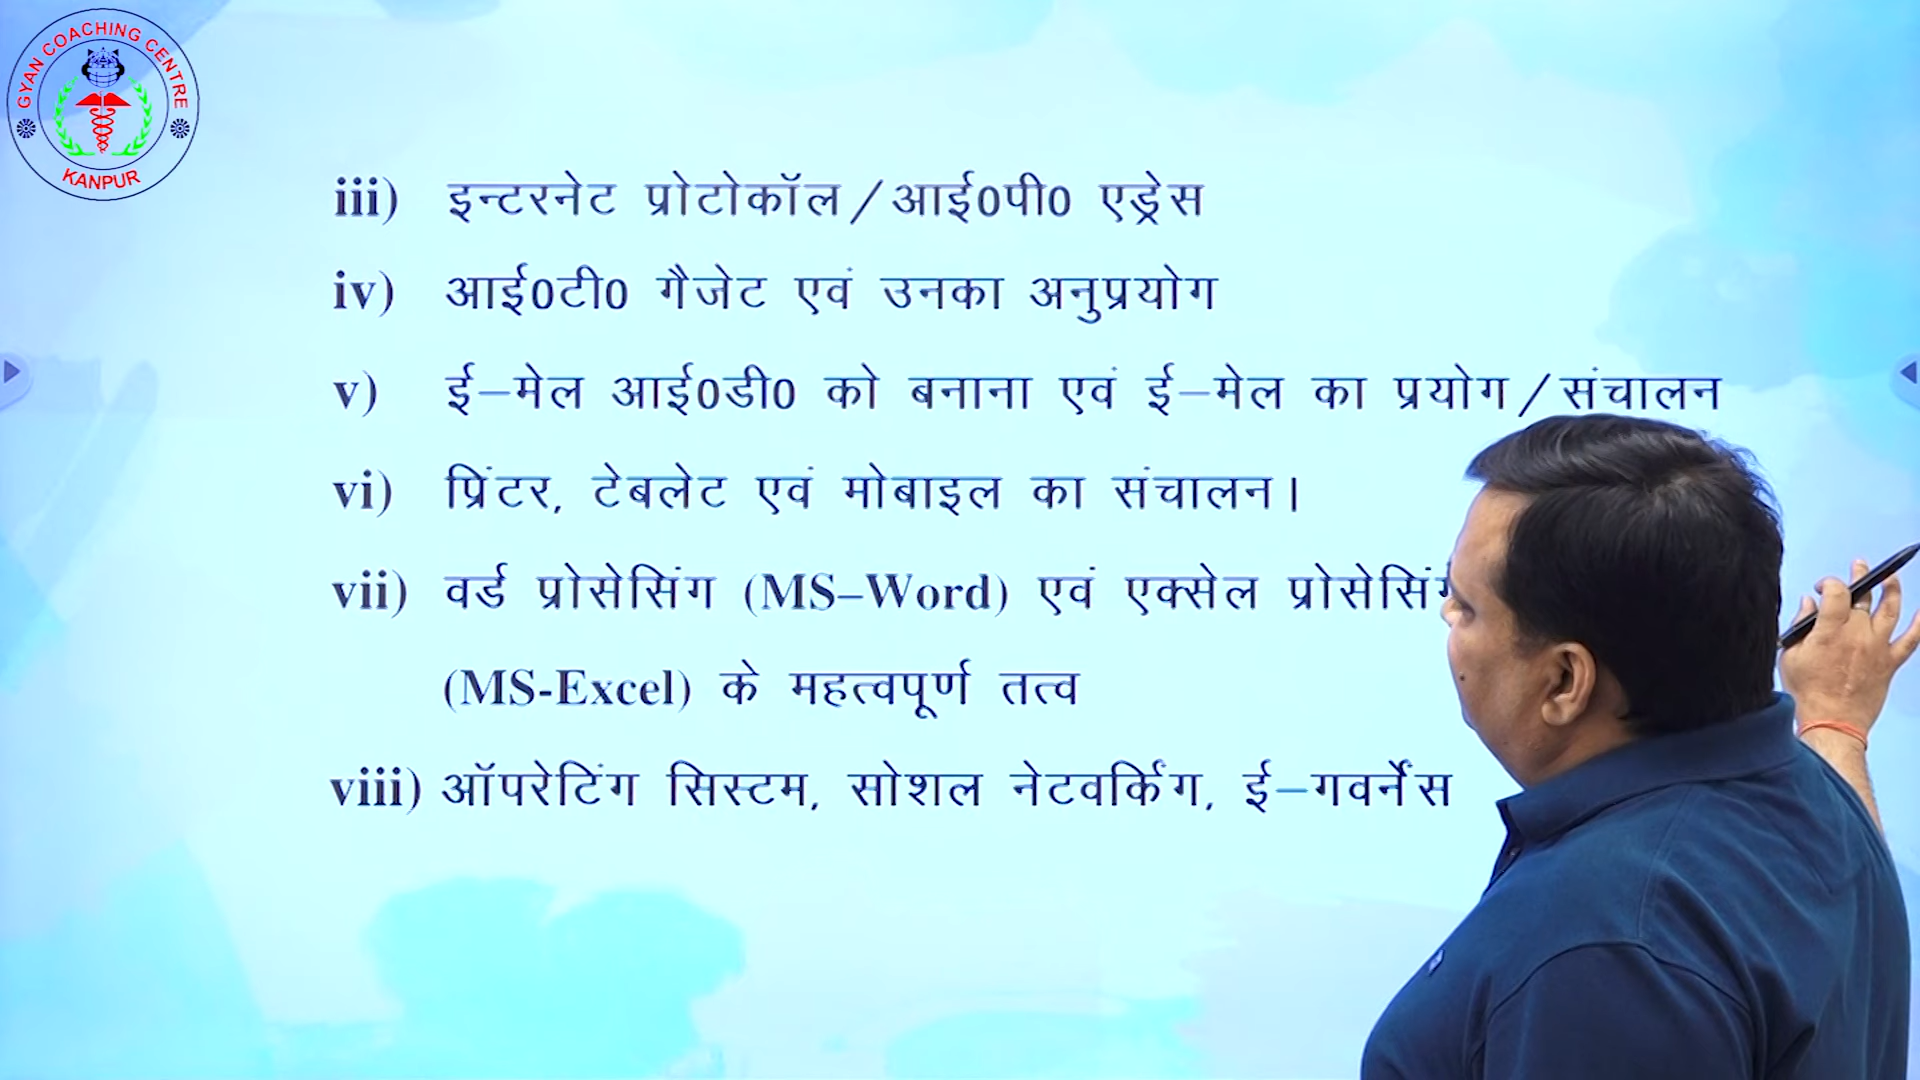 GYAN COACHING CENTRE
KANPUR
iii) इन्टरनेट प्रोटोकॉल/आई0पी0 एड्रेस
iv) आई0टी0 गैजेट एवं उनका अनुप्रयोग
v) ई–मेल आई0डी0 को बनाना एवं ई–मेल का प्रयोग/संचालन
vi) प्रिंटर, टेबलेट एवं मोबाइल का संचालन।
vii) वर्ड प्रोसेसिंग (MS–Word) एवं एक्सेल
(MS-Excel) के महत्वपूर्ण तत्व
viii) ऑपरेटिंग सिस्टम, सोशल नेटवर्किंग, ई–गवर्नेंस